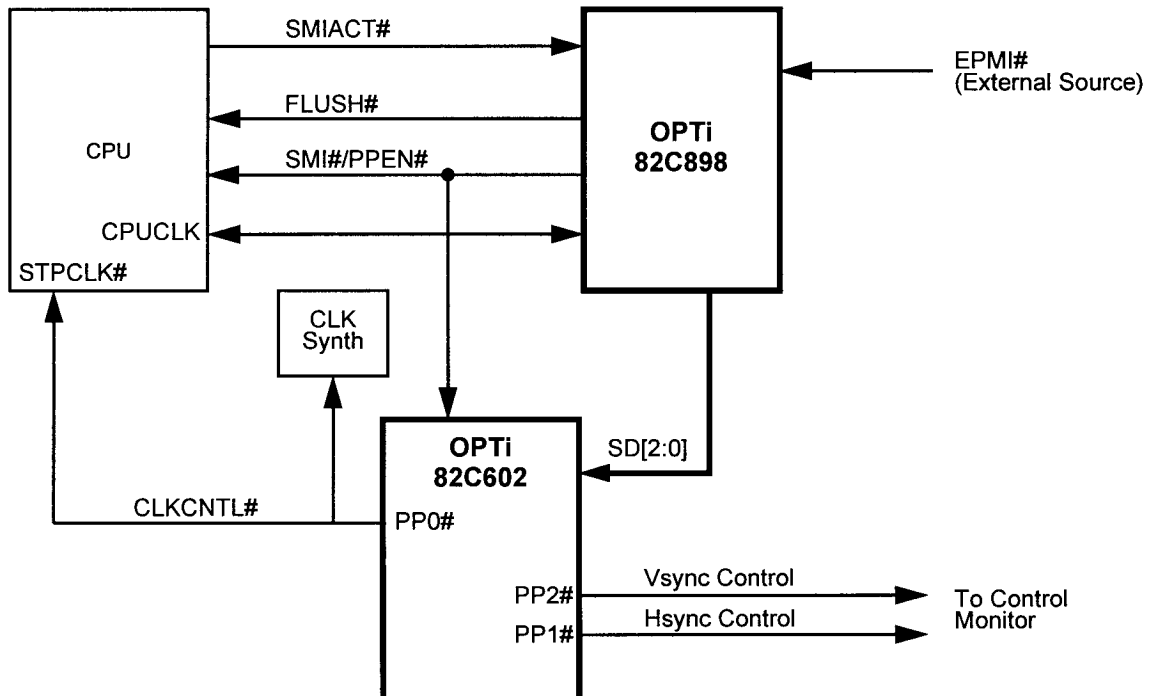 SMIACT#
EPMI#
(External Source)
FLUSH#
OPTi
82C898
CPU
SMI#/PPEN#
CPUCLK
STPCLK#
CLK
Synth
OPTi
82C602
SD[2:0]
CLKCNTL#
PP0#
PP2#
Vsync Control
PP1#
Hsync Control
To Control
Monitor